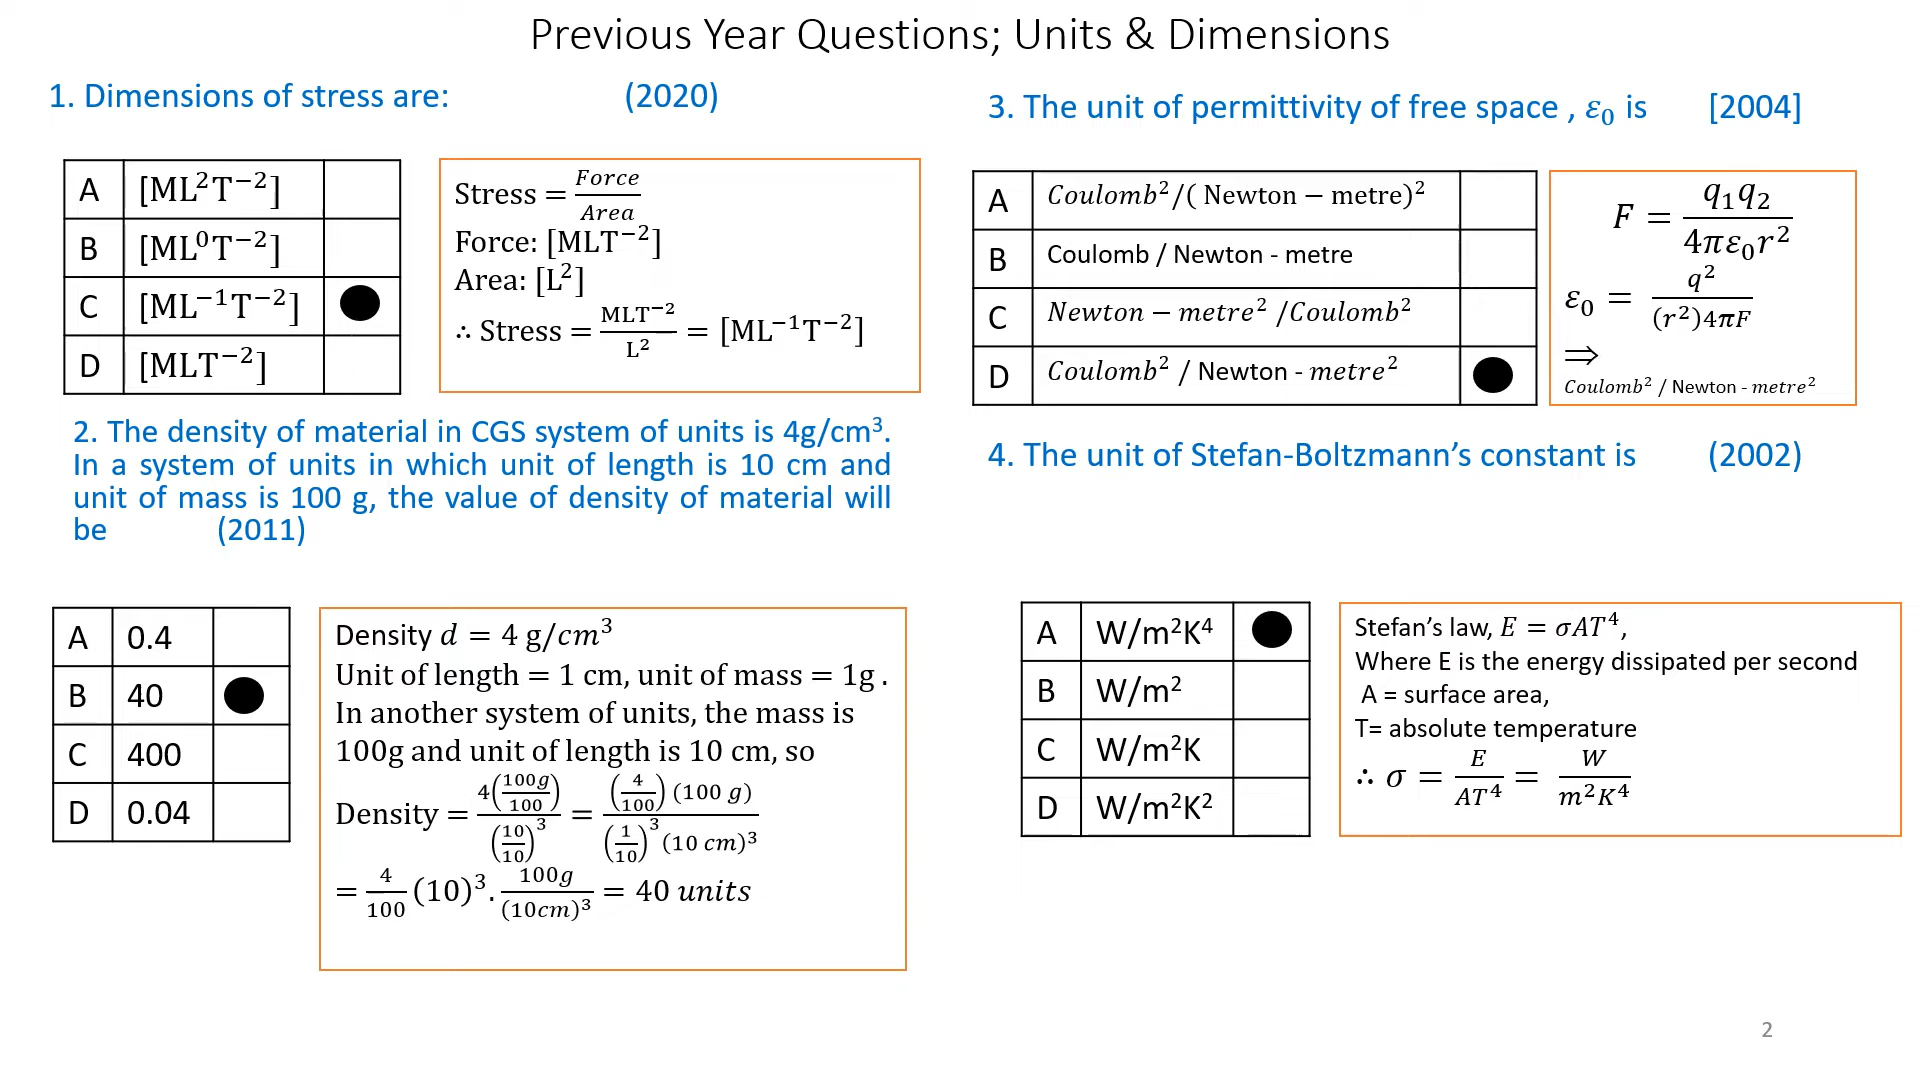 Previous Year Questions; Units & Dimensions
1. Dimensions of stress are: (2020)
A [ML²T⁻²]
B [ML⁰T⁻²]
C [ML⁻¹T⁻²]
D [MLT⁻²]
Stress = Force/Area
Force: [MLT⁻²]
Area: [L²]
∴ Stress = MLT⁻²/L² = [ML⁻¹T⁻²]
2. The density of material in CGS system of units is 4g/cm³.
In a system of units in which unit of length is 10 cm and
unit of mass is 100 g, the value of density of material will
be (2011)
A 0.4
B 40
C 400
D 0.04
Density d = 4 g/cm³
Unit of length = 1 cm, unit of mass = 1g .
In another system of units, the mass is
100g and unit of length is 10 cm, so
Density = 4(100g/100)/(10/10)³ = (4/100)(100 g)/(1/10)³(10 cm)³
= 4/100 (10)³. 100g/(10cm)³ = 40 units
3. The unit of permittivity of free space , ε₀ is [2004]
A Coulomb²/( Newton − metre)²
B Coulomb / Newton - metre
C Newton − metre² /Coulomb²
D Coulomb² / Newton - metre²
F = q₁q₂/4πε₀r²
ε₀ = q²/(r²)4πF
⇒
Coulomb² / Newton - metre²
4. The unit of Stefan-Boltzmann’s constant is (2002)
A W/m²K⁴
B W/m²
C W/m²K
D W/m²K²
Stefan’s law, E = σAT⁴,
Where E is the energy dissipated per second
A = surface area,
T= absolute temperature
∴ σ = E/AT⁴ = W/m²K⁴
2